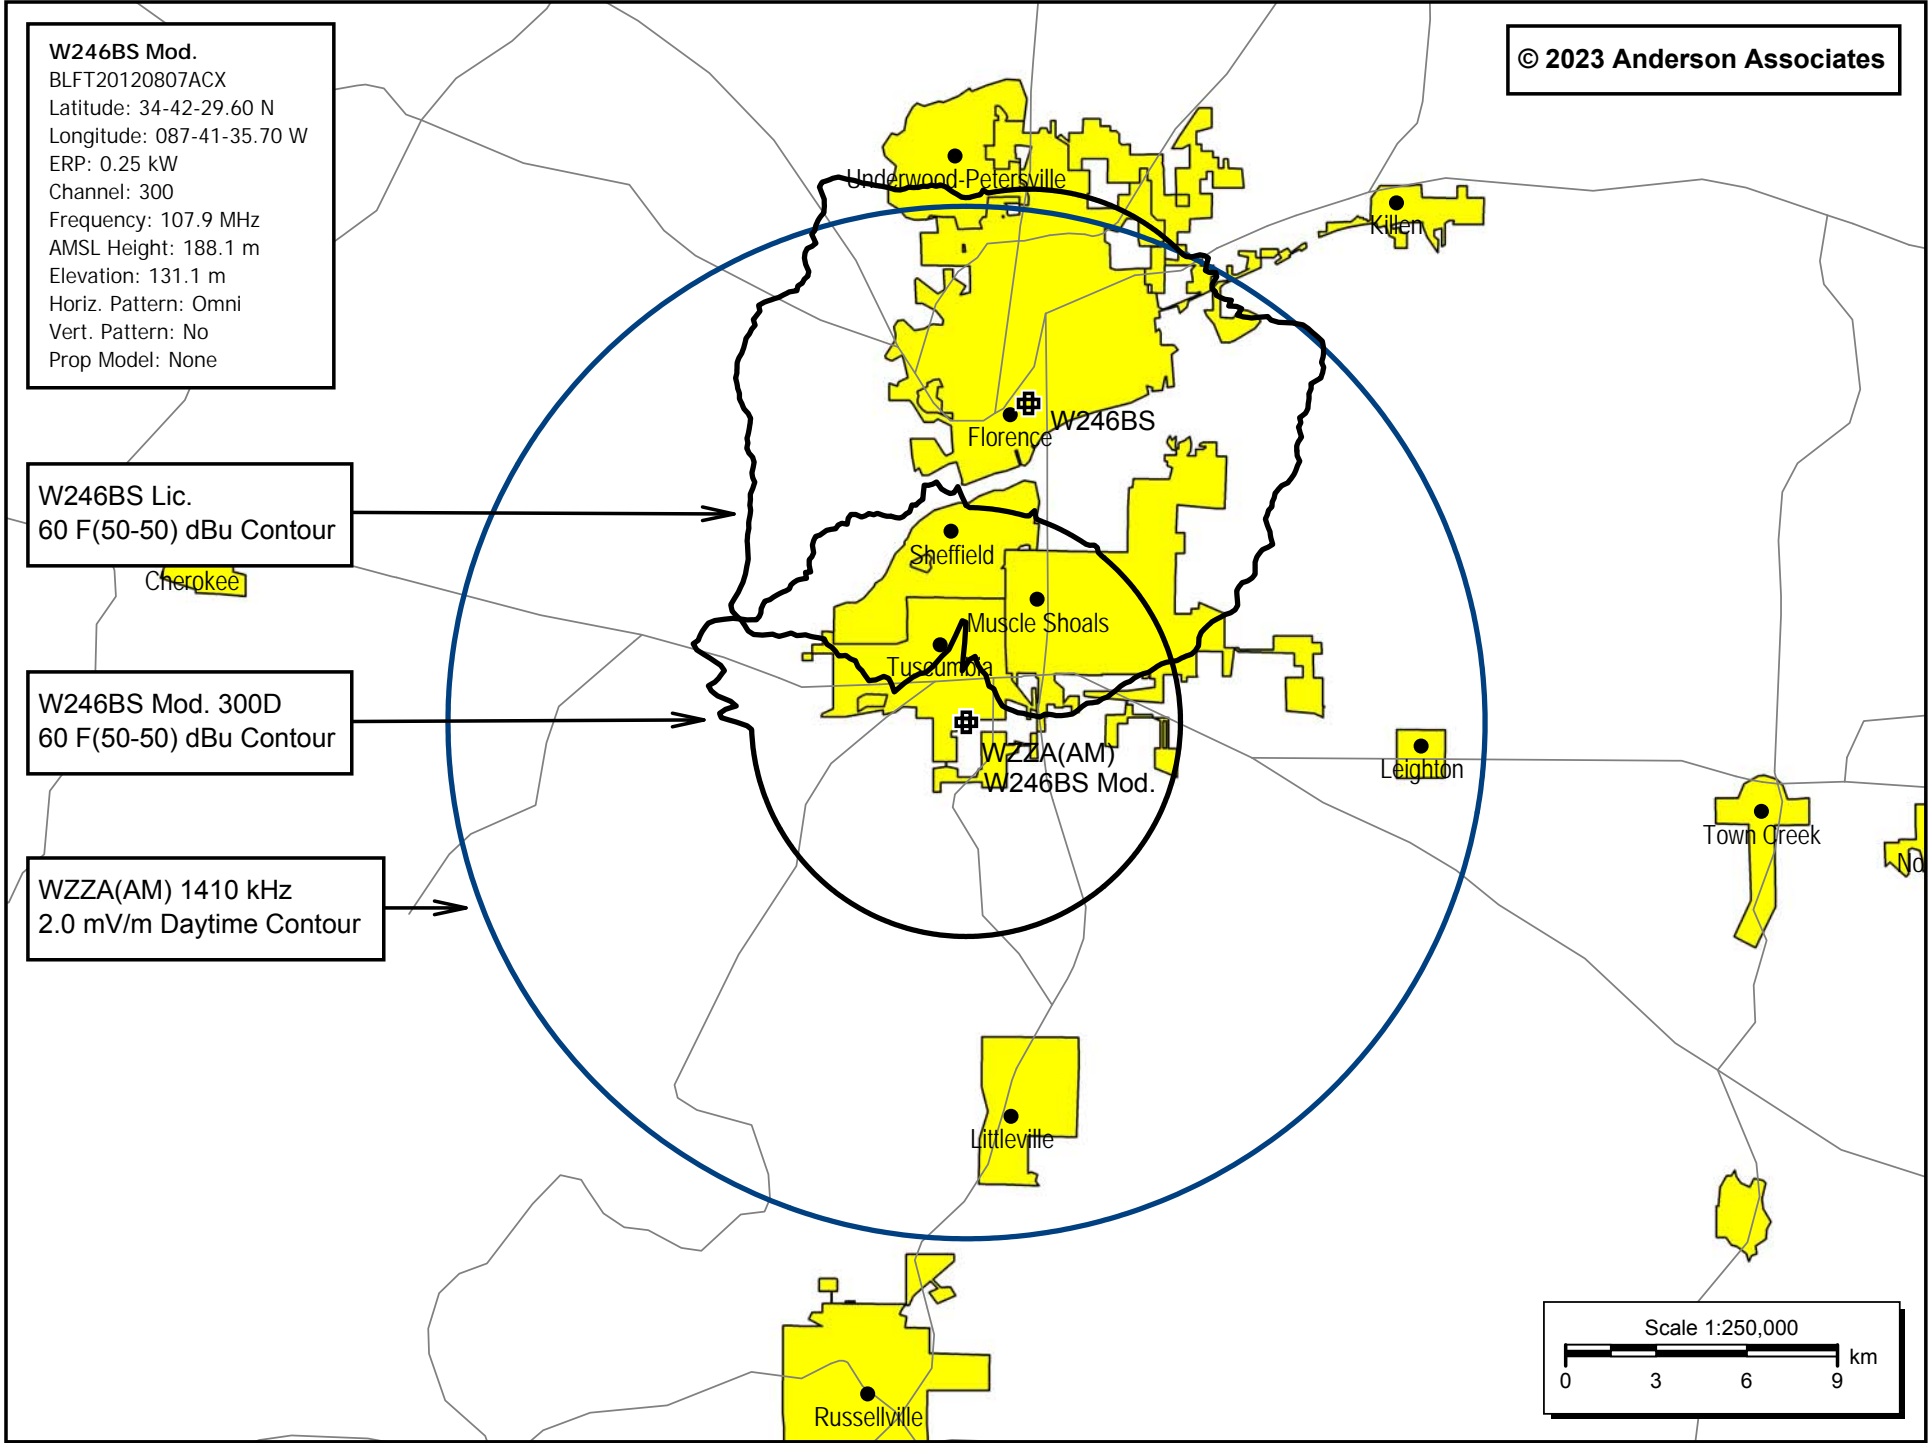 W246BS Mod.
BLFT20120807ACX
Latitude: 34-42-29.60 N
Longitude: 087-41-35.70 W
ERP: 0.25 kW
Channel: 300
Frequency: 107.9 MHz
AMSL Height: 188.1 m
Elevation: 131.1 m
Horiz. Pattern: Omni
Vert. Pattern: No
Prop Model: None
© 2023 Anderson Associates
Underwood-Petersville
Killen
W246BS
Florence
W246BS Lic.
60 F(50-50) dBu Contour
Sheffield
Cherokee
Muscle Shoals
Tuscumbia
W246BS Mod. 300D
60 F(50-50) dBu Contour
WZZA(AM)
W246BS Mod.
Leighton
Town Creek
No
WZZA(AM) 1410 kHz
2.0 mV/m Daytime Contour
Littleville
Russellville
Scale 1:250,000
km
0 3 6 9